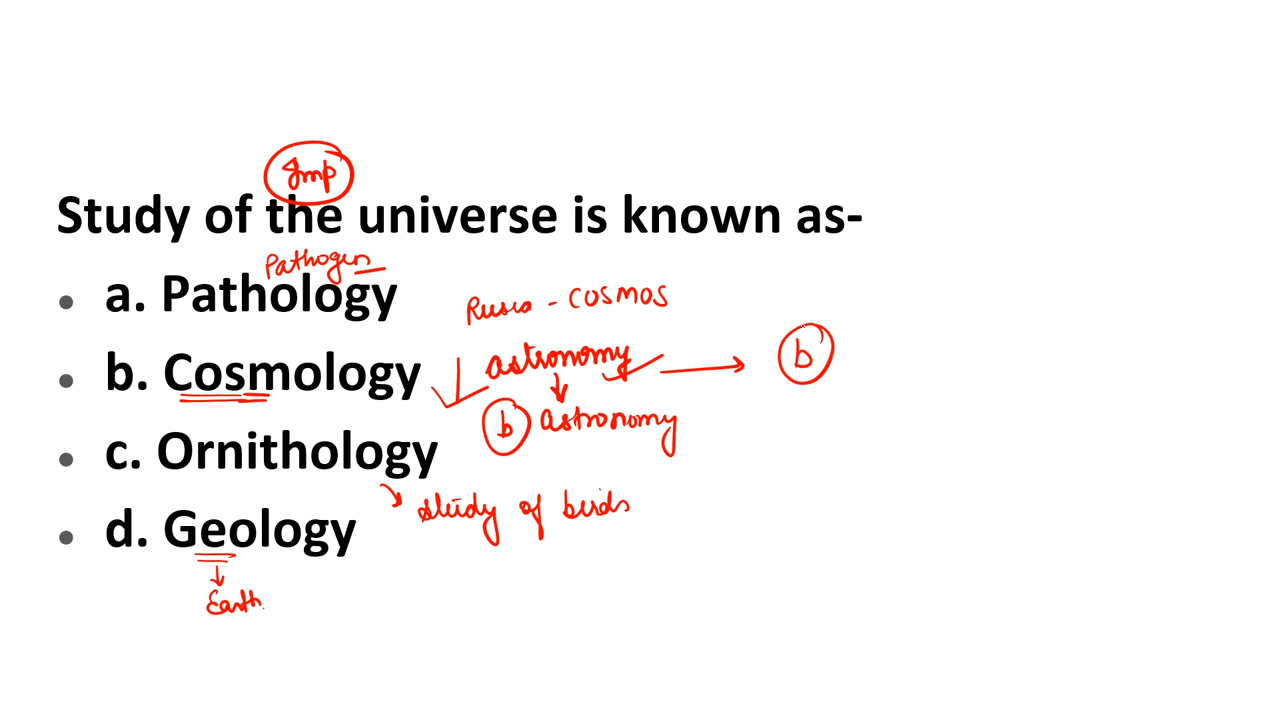 Imp
Study of the universe is known as-
Pathogen
• a. Pathology
Rusia - COSMOS
• b. Cosmology
astronomy
b
b
astronomy
• c. Ornithology
study of birds
• d. Geology
Earth